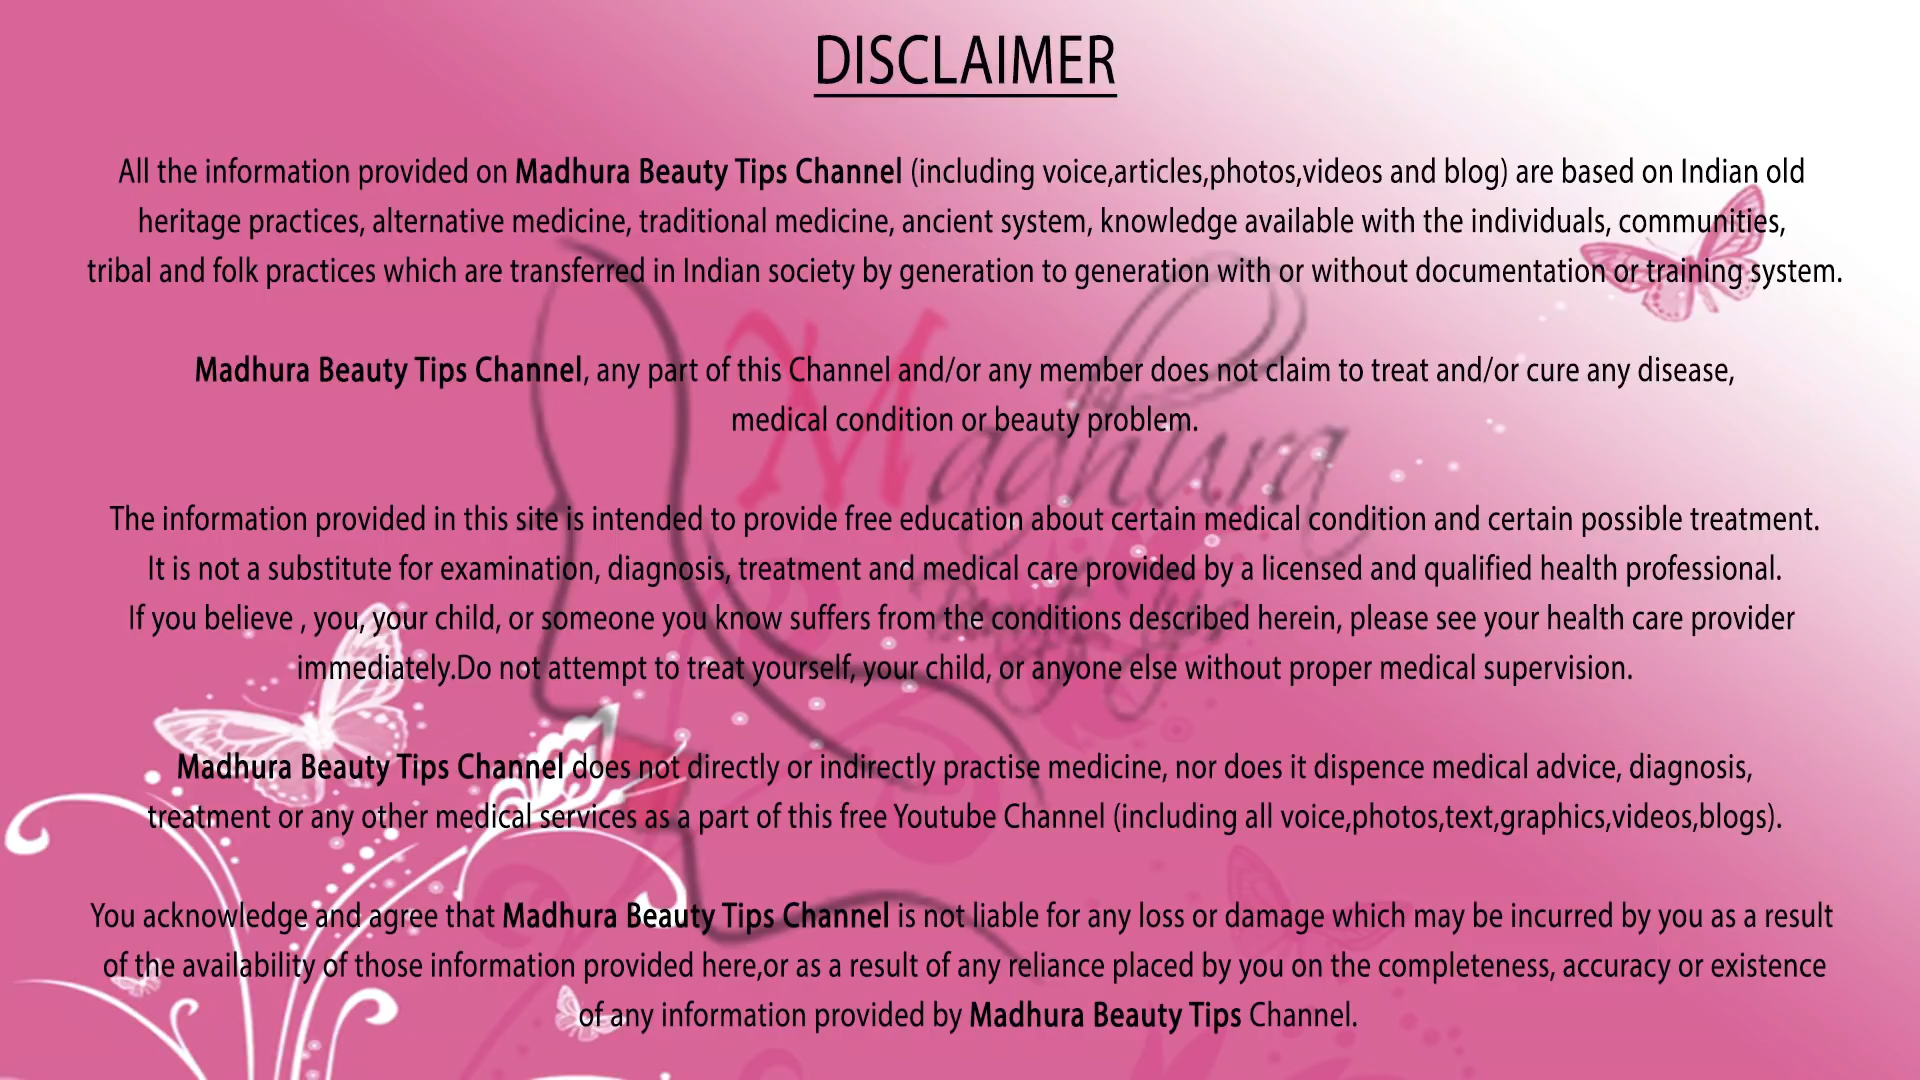 DISCLAIMER
All the information provided on Madhura Beauty Tips Channel (including voice,articles,photos,videos and blog) are based on Indian old
heritage practices, alternative medicine, traditional medicine, ancient system, knowledge available with the individuals, communities,
tribal and folk practices which are transferred in Indian society by generation to generation with or without documentation or training system.
Madhura Beauty Tips Channel, any part of this Channel and/or any member does not claim to treat and/or cure any disease,
medical condition or beauty problem.
Madhura
Beauty Tips
The information provided in this site is intended to provide free education about certain medical condition and certain possible treatment.
It is not a substitute for examination, diagnosis, treatment and medical care provided by a licensed and qualified health professional.
If you believe , you, your child, or someone you know suffers from the conditions described herein, please see your health care provider
immediately.Do not attempt to treat yourself, your child, or anyone else without proper medical supervision.
Madhura Beauty Tips Channel does not directly or indirectly practise medicine, nor does it dispence medical advice, diagnosis,
treatment or any other medical services as a part of this free Youtube Channel (including all voice,photos,text,graphics,videos,blogs).
You acknowledge and agree that Madhura Beauty Tips Channel is not liable for any loss or damage which may be incurred by you as a result
of the availability of those information provided here,or as a result of any reliance placed by you on the completeness, accuracy or existence
of any information provided by Madhura Beauty Tips Channel.